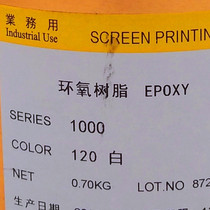 業務用
Industrial Use
SCREEN PRINTING
环氧树脂 EPOXY
SERIES 1000
COLOR 120 白
NET 0.70KG LOT.NO 872
生产日期